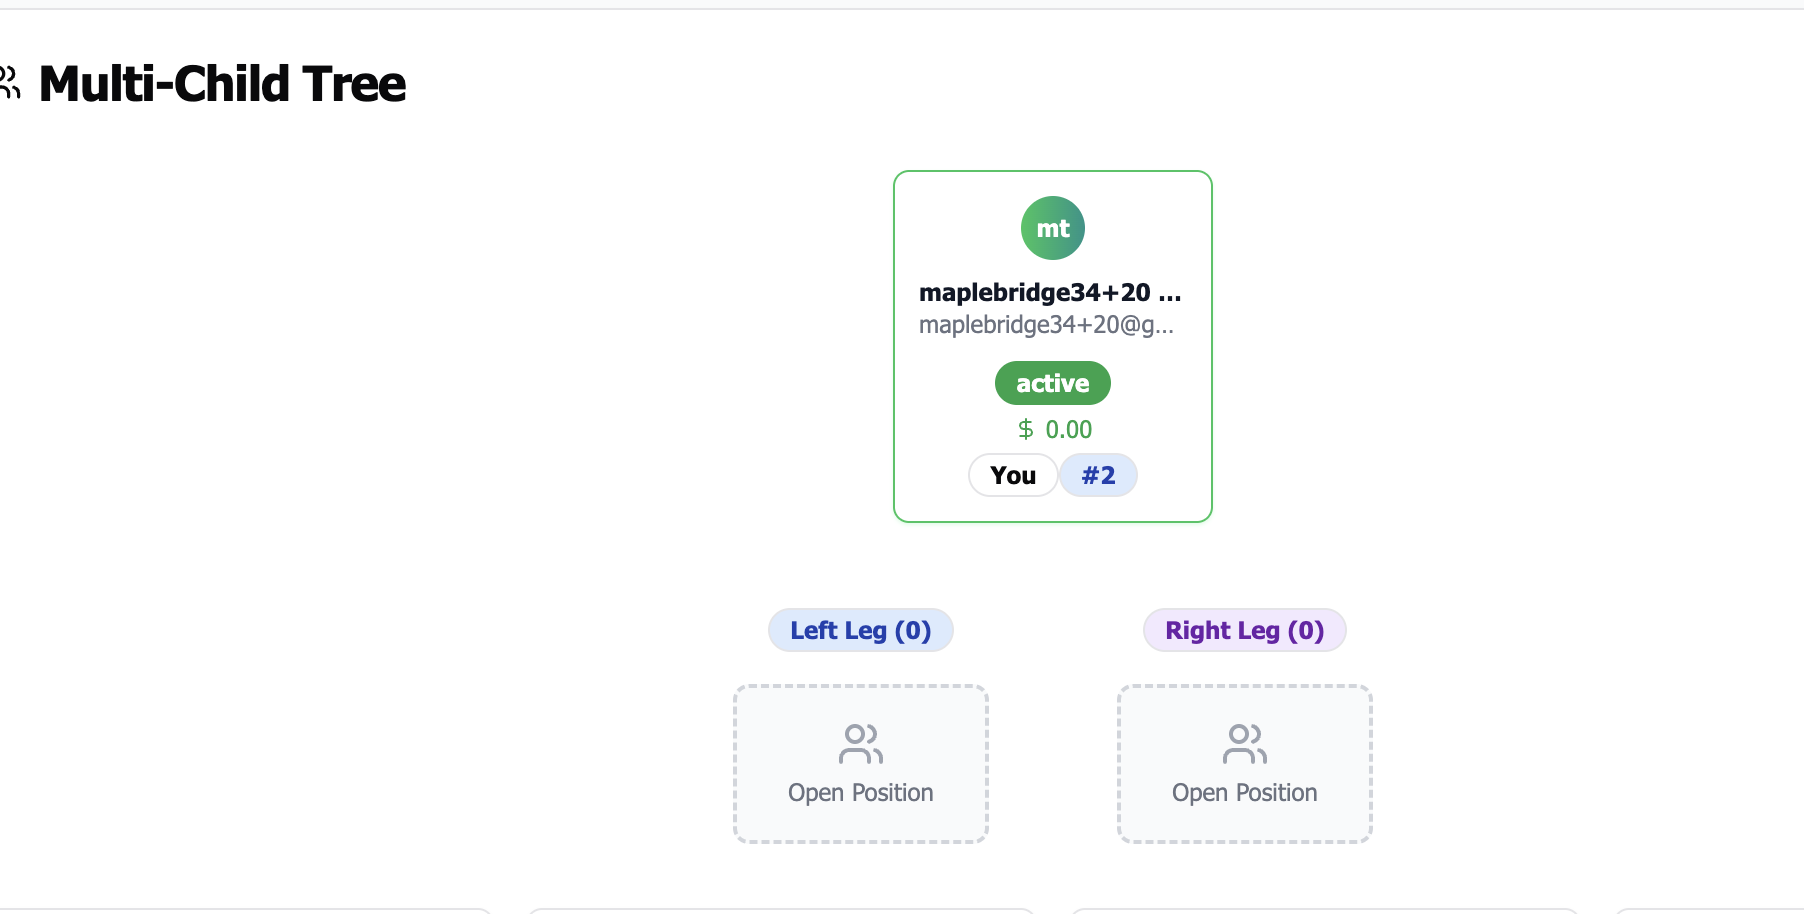 Multi-Child Tree
mt
maplebridge34+20 ...
maplebridge34+20@g...
active
$ 0.00
You #2
Left Leg (0) Right Leg (0)
Open Position Open Position